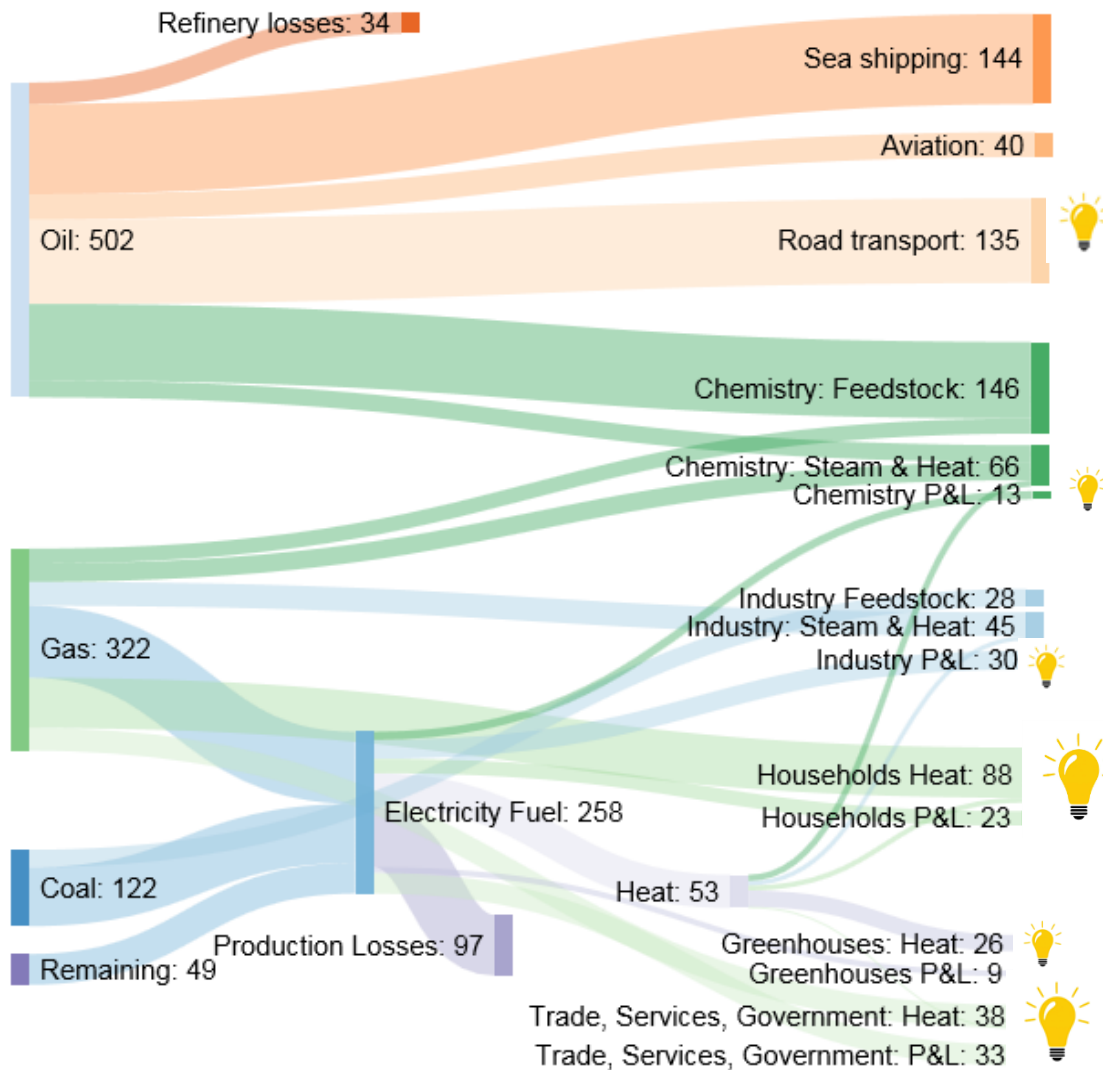 Refinery losses: 34
Sea shipping: 144
Aviation: 40
Oil: 502
Road transport: 135
Chemistry: Feedstock: 146
Chemistry: Steam & Heat: 66
Chemistry P&L: 13
Industry Feedstock: 28
Industry: Steam & Heat: 45
Gas: 322
Industry P&L: 30
Households Heat: 88
Electricity Fuel: 258
Households P&L: 23
Coal: 122
Heat: 53
Production Losses: 97
Greenhouses: Heat: 26
Remaining: 49
Greenhouses P&L: 9
Trade, Services, Government: Heat: 38
Trade, Services, Government: P&L: 33